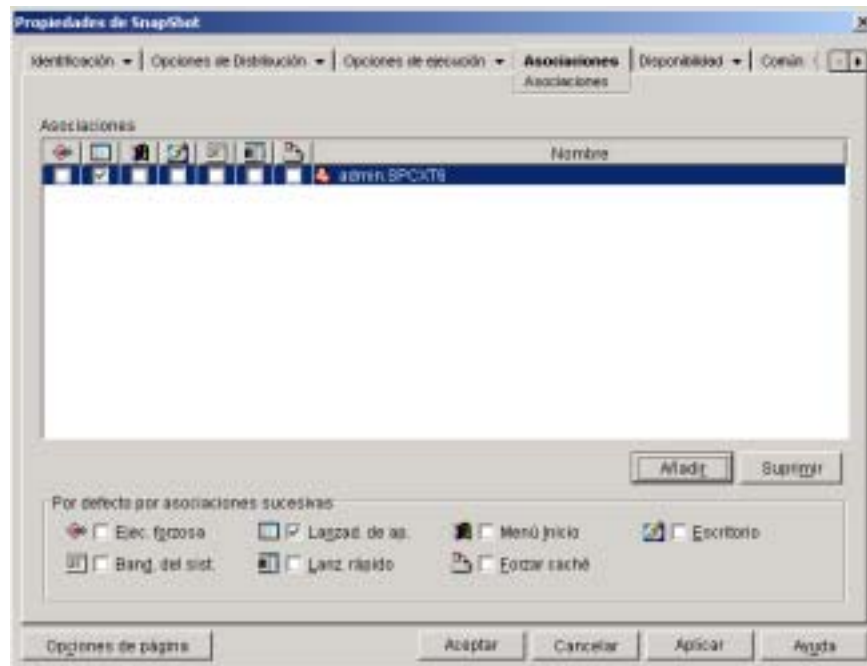 Propiedades de SnapShot
Identificación Opciones de Distribución Opciones de ejecución Asociaciones Disponibilidad Común
Asociaciones
Asociaciones
Nombre
admin.BPCXT6
Añadir Suprimir
Por defecto por asociaciones sucesivas
Ejec. forzosa Lanzad. de ap. Menú Inicio Escritorio
Band. del sist. Lanz. rápido Forzar caché
Opciones de página Aceptar Cancelar Aplicar Ayuda